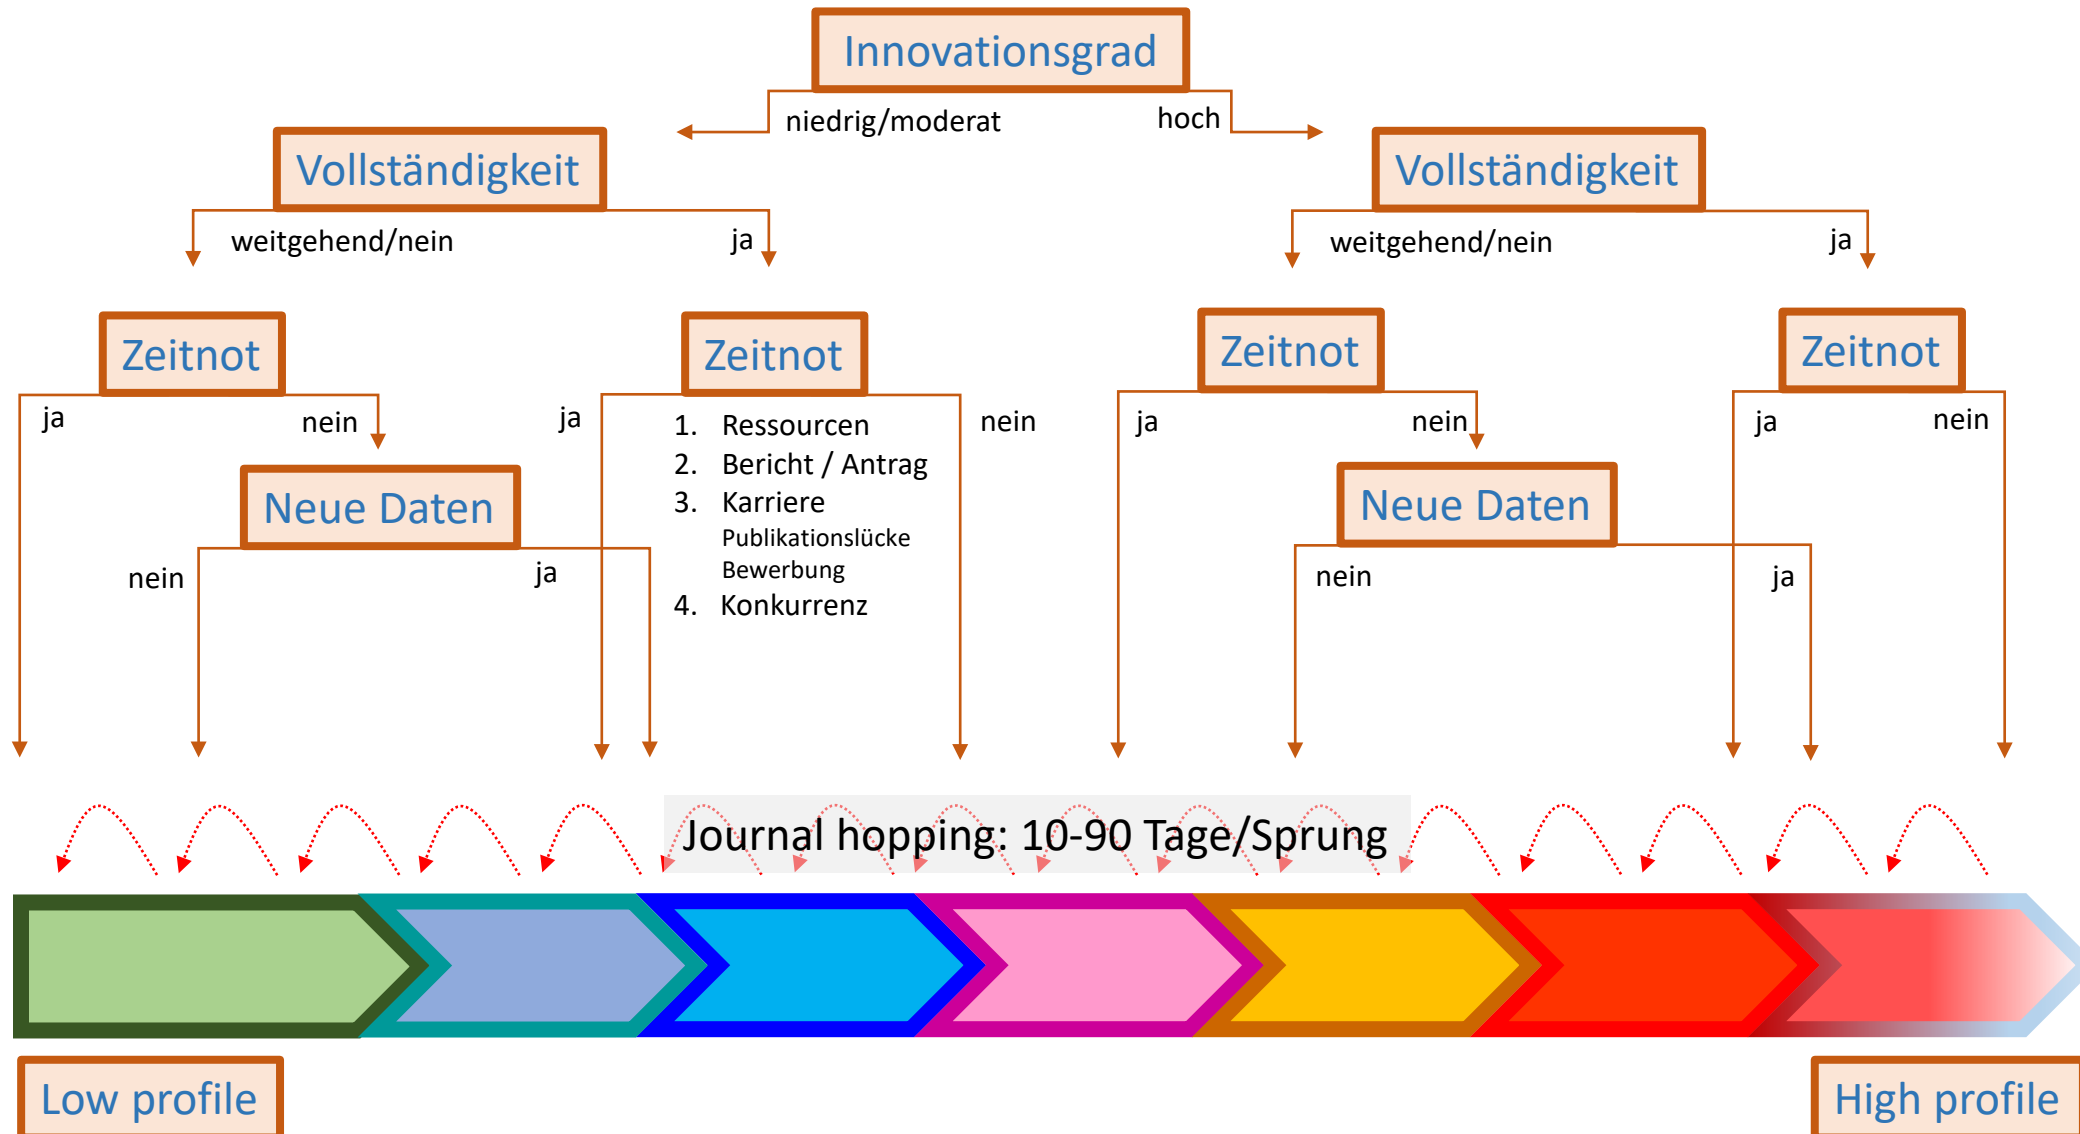 Innovationsgrad
niedrig/moderat
hoch
Vollständigkeit
Vollständigkeit
weitgehend/nein
ja
weitgehend/nein
ja
Zeitnot
Zeitnot
Zeitnot
Zeitnot
ja
nein
ja
nein
ja
nein
ja
nein
1. Ressourcen
2. Bericht / Antrag
3. Karriere
Publikationslücke
Bewerbung
4. Konkurrenz
Neue Daten
Neue Daten
nein
ja
nein
ja
Journal hopping: 10-90 Tage/Sprung
Low profile
High profile